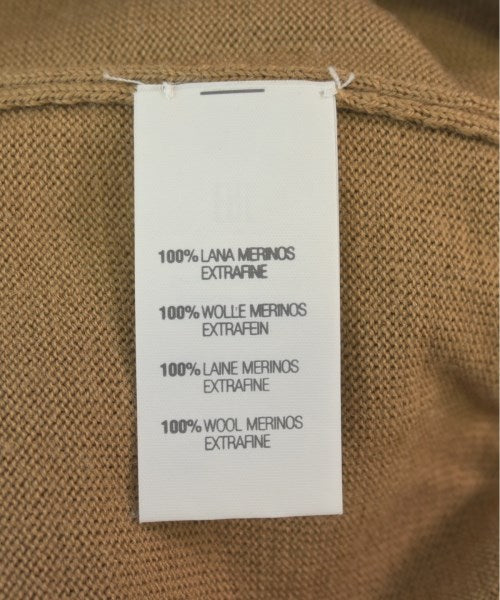 100% LANA MERINOS
EXTRAFINE
100% WOLLE MERINOS
EXTRAFEIN
100% LAINE MERINOS
EXTRAFINE
100% WOOL MERINOS
EXTRAFINE